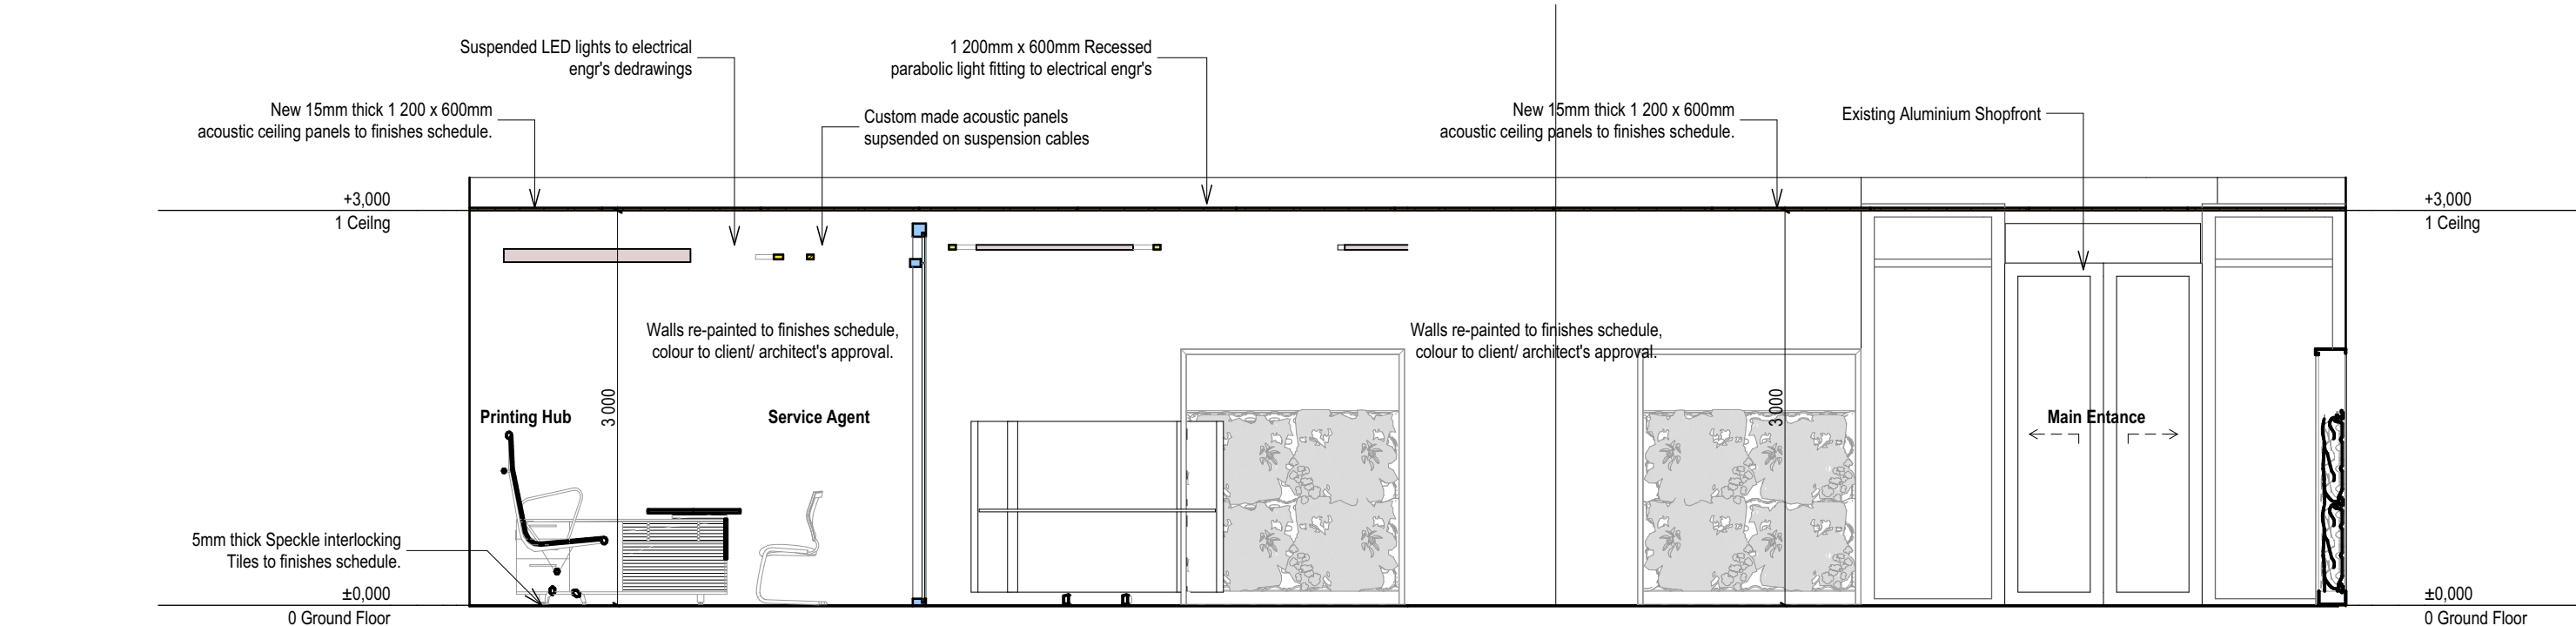 Suspended LED lights to electrical
engr's dedrawings
1 200mm x 600mm Recessed
parabolic light fitting to electrical engr's
New 15mm thick 1 200 x 600mm
acoustic ceiling panels to finishes schedule.
Custom made acoustic panels
supsended on suspension cables
New 15mm thick 1 200 x 600mm
acoustic ceiling panels to finishes schedule.
Existing Aluminium Shopfront
+3,000
1 Ceilng
+3,000
1 Ceilng
Walls re-painted to finishes schedule,
colour to client/ architect's approval.
Walls re-painted to finishes schedule,
colour to client/ architect's approval.
Printing Hub
3 000
Service Agent
3 000
Main Entance
5mm thick Speckle interlocking
Tiles to finishes schedule.
±0,000
0 Ground Floor
±0,000
0 Ground Floor